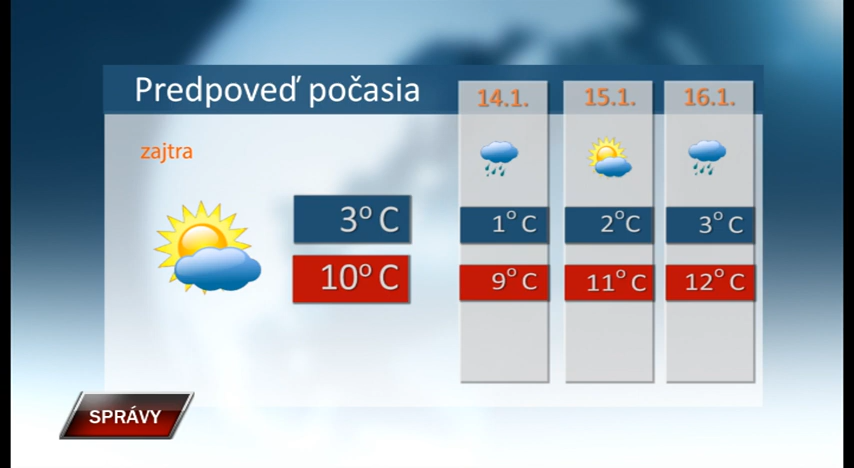 Predpoveď počasia
zajtra
3° C
10° C
14.1.
1° C
9° C
15.1.
2°C
11° C
16.1.
3° C
12° C
SPRÁVY